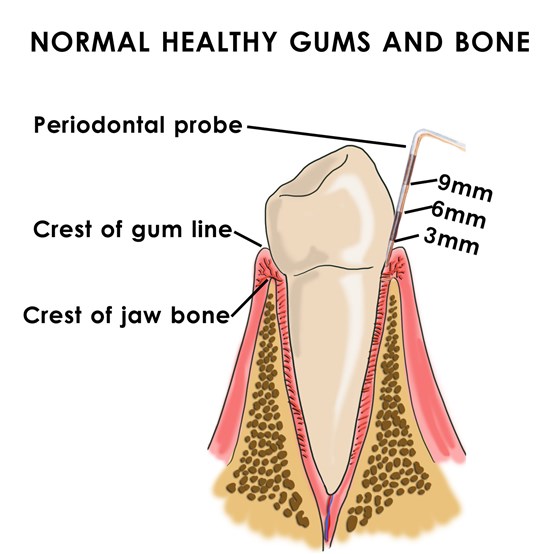 NORMAL HEALTHY GUMS AND BONE
Periodontal probe
9mm
6mm
3mm
Crest of gum line
Crest of jaw bone